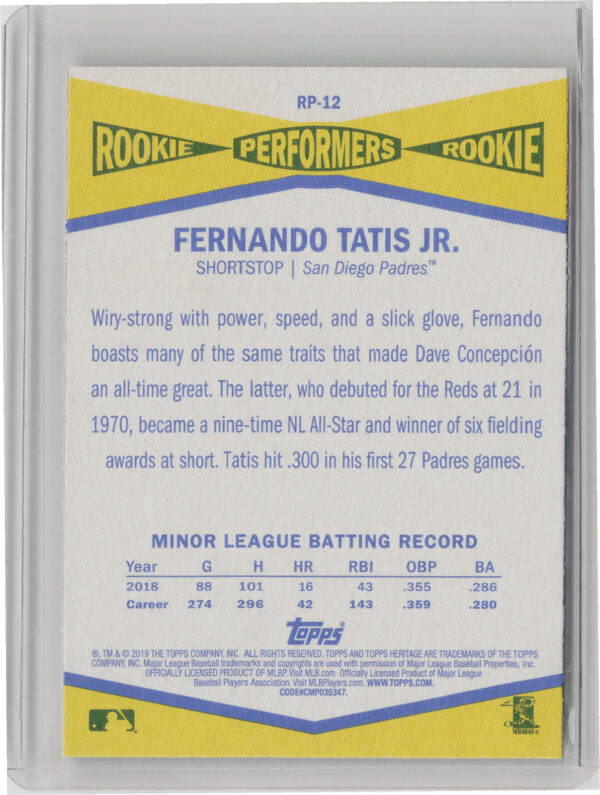 RP-12
ROOKIE PERFORMERS ROOKIE
FERNANDO TATIS JR.
SHORTSTOP | San Diego Padres™
Wiry-strong with power, speed, and a slick glove, Fernando
boasts many of the same traits that made Dave Concepción
an all-time great. The latter, who debuted for the Reds at 21 in
1970, became a nine-time NL All-Star and winner of six fielding
awards at short. Tatis hit .300 in his first 27 Padres games.
MINOR LEAGUE BATTING RECORD
Year G H HR RBI OBP BA
2018 88 101 16 43 .355 .286
Career 274 296 42 143 .359 .280
topps®
®, TM & © 2019 THE TOPPS COMPANY, INC. ALL RIGHTS RESERVED. TOPPS AND TOPPS HERITAGE ARE TRADEMARKS OF THE TOPPS
COMPANY, INC. Major League Baseball trademarks and copyrights are used with permission of Major League Baseball Properties, Inc.
OFFICIALLY LICENSED PRODUCT OF MLBP. Visit MLB.com Officially Licensed Product of Major League
Baseball Players Association. Visit MLBPlayers.com. WWW.TOPPS.COM.
CODE#CMP035347.